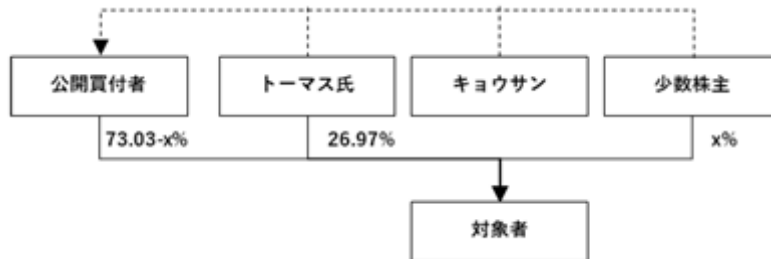 公開買付者
トーマス氏
キョウサン
少数株主
73.03-x%
26.97%
x%
対象者